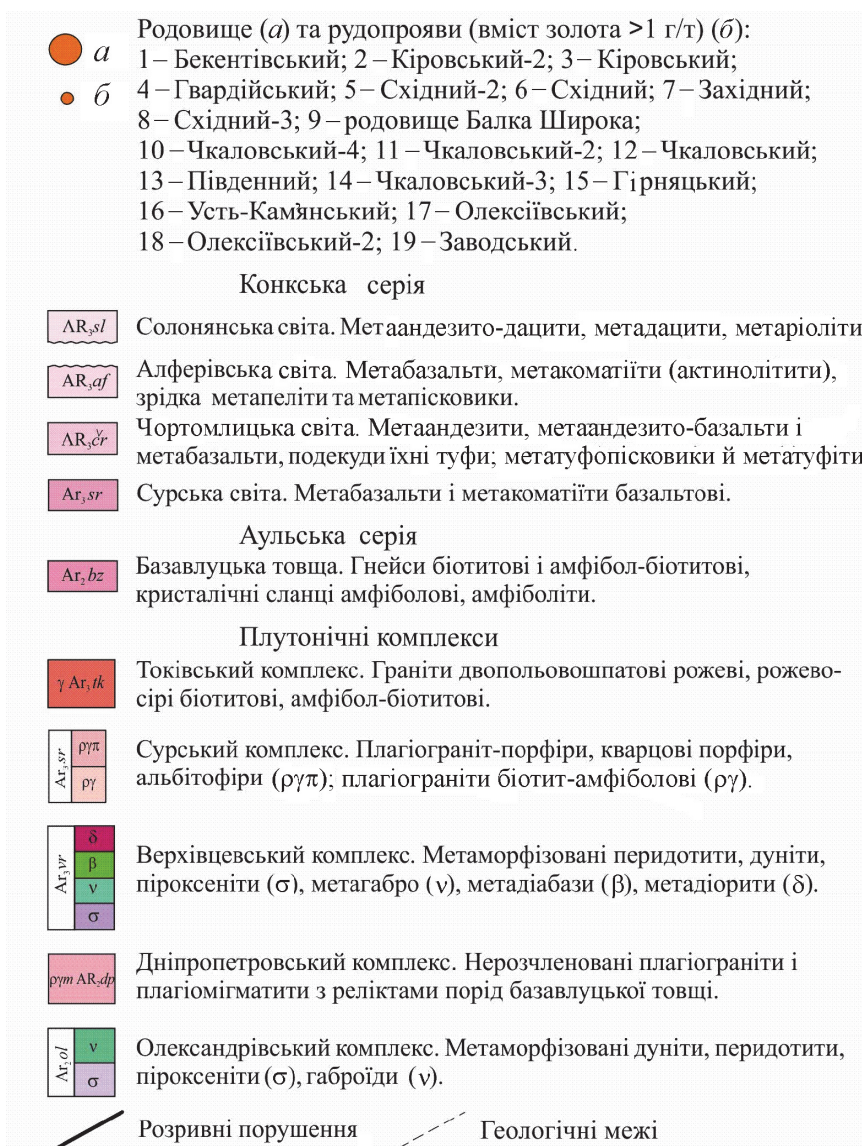 а
б
Родовище (а) та рудопрояви (вміст золота >1 г/т) (б):
1 – Бекентівський; 2 – Кіровський-2; 3 – Кіровський;
4 – Гвардійський; 5 – Східний-2; 6 – Східний; 7 – Західний;
8 – Східний-3; 9 – родовище Балка Широка;
10 – Чкаловський-4; 11 – Чкаловський-2; 12 – Чкаловський;
13 – Південний; 14 – Чкаловський-3; 15 – Гірняцький;
16 – Усть-Кам'янський; 17 – Олексіївський;
18 – Олексіївський-2; 19 – Заводський.
Конкська серія
AR₃sl
Солонянська світа. Метаандезито-дацити, метадацити, метаріоліти
AR₃af
Алферівська світа. Метабазальти, метакоматіїти (актинолітити),
зрідка метапеліти та метапісковики.
AR₃čr
Чортомлицька світа. Метаандезити, метаандезито-базальти і
метабазальти, подекуди їхні туфи; метатуфопісковики й метатуфіти
Ar₃sr
Сурська світа. Метабазальти і метакоматіїти базальтові.
Аульська серія
Ar₂bz
Базавлуцька товща. Гнейси біотитові і амфібол-біотитові,
кристалічні сланці амфіболові, амфіболіти.
Плутонічні комплекси
γ Ar₃tk
Токівський комплекс. Граніти двопольовошпатові рожеві, рожево-
сірі біотитові, амфібол-біотитові.
Ar₃sr
ργπ
ργ
Сурський комплекс. Плагіограніт-порфіри, кварцові порфіри,
альбітофіри (ργπ); плагіограніти біотит-амфіболові (ργ).
Ar₃vr
δ
β
ν
σ
Верхівцевський комплекс. Метаморфізовані перидотити, дуніти,
піроксеніти (σ), метагабро (ν), метадіабази (β), метадіорити (δ).
ργm AR₂dp
Дніпропетровський комплекс. Нерозчленовані плагіограніти і
плагіомігматити з реліктами порід базавлуцької товщі.
Ar₂ol
ν
σ
Олександрівський комплекс. Метаморфізовані дуніти, перидотити,
піроксеніти (σ), габроїди (ν).
Розривні порушення
Геологічні межі